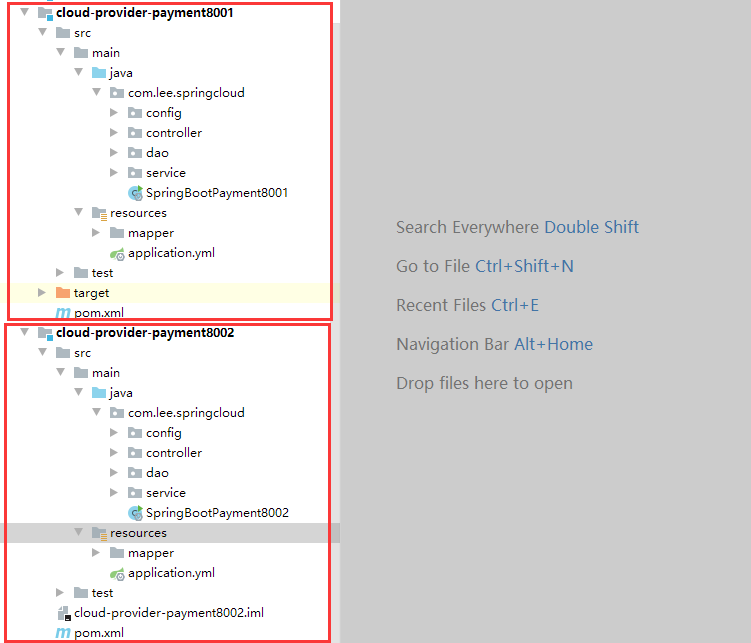 cloud-provider-payment8001
src
main
java
com.lee.springcloud
config
controller
dao
service
SpringBootPayment8001
resources
mapper
application.yml
test
target
pom.xml
cloud-provider-payment8002
src
main
java
com.lee.springcloud
config
controller
dao
service
SpringBootPayment8002
resources
mapper
application.yml
test
cloud-provider-payment8002.iml
pom.xml
Search Everywhere Double Shift
Go to File Ctrl+Shift+N
Recent Files Ctrl+E
Navigation Bar Alt+Home
Drop files here to open